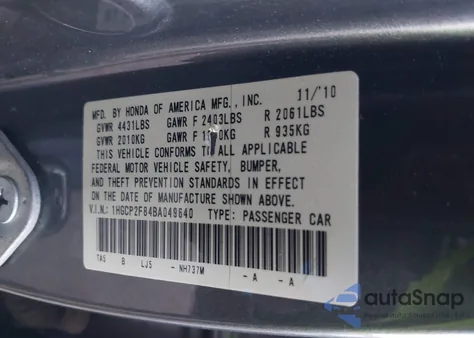 MFD. BY HONDA OF AMERICA MFG., INC. 11/'10
GVWR 4431LBS GAWR F 2403LBS R 2061LBS
GVWR 2010KG GAWR F R 935KG
THIS VEHICLE CONFORMS TO ALL APPLICABLE
FEDERAL MOTOR VEHICLE SAFETY, BUMPER,
AND THEFT PREVENTION STANDARDS IN EFFECT
ON THE DATE OF MANUFACTURE SHOWN ABOVE.
V.I.N.: 1HGCP2F84BA049640 TYPE: PASSENGER CAR
TA5 B LJ5 - NH737M - A - A
autoSnap